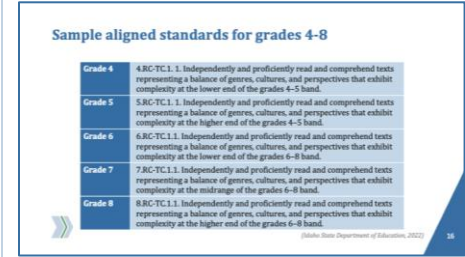 Sample aligned standards for grades 4-8
Grade 4
4.RC-TC.1. 1. Independently and proficiently read and comprehend texts
representing a balance of genres, cultures, and perspectives that exhibit
complexity at the lower end of the grades 4–5 band.
Grade 5
5.RC-TC.1. Independently and proficiently read and comprehend texts
representing a balance of genres, cultures, and perspectives that exhibit
complexity at the higher end of the grades 4–5 band.
Grade 6
6.RC-TC.1.1. Independently and proficiently read and comprehend texts
representing a balance of genres, cultures, and perspectives that exhibit
complexity at the lower end of the grades 6–8 band.
Grade 7
7.RC-TC.1.1. Independently and proficiently read and comprehend texts
representing a balance of genres, cultures, and perspectives that exhibit
complexity at the midrange of the grades 6–8 band.
Grade 8
8.RC-TC.1.1. Independently and proficiently read and comprehend texts
representing a balance of genres, cultures, and perspectives that exhibit
complexity at the higher end of the grades 6–8 band.
(Idaho State Department of Education, 2022)
16